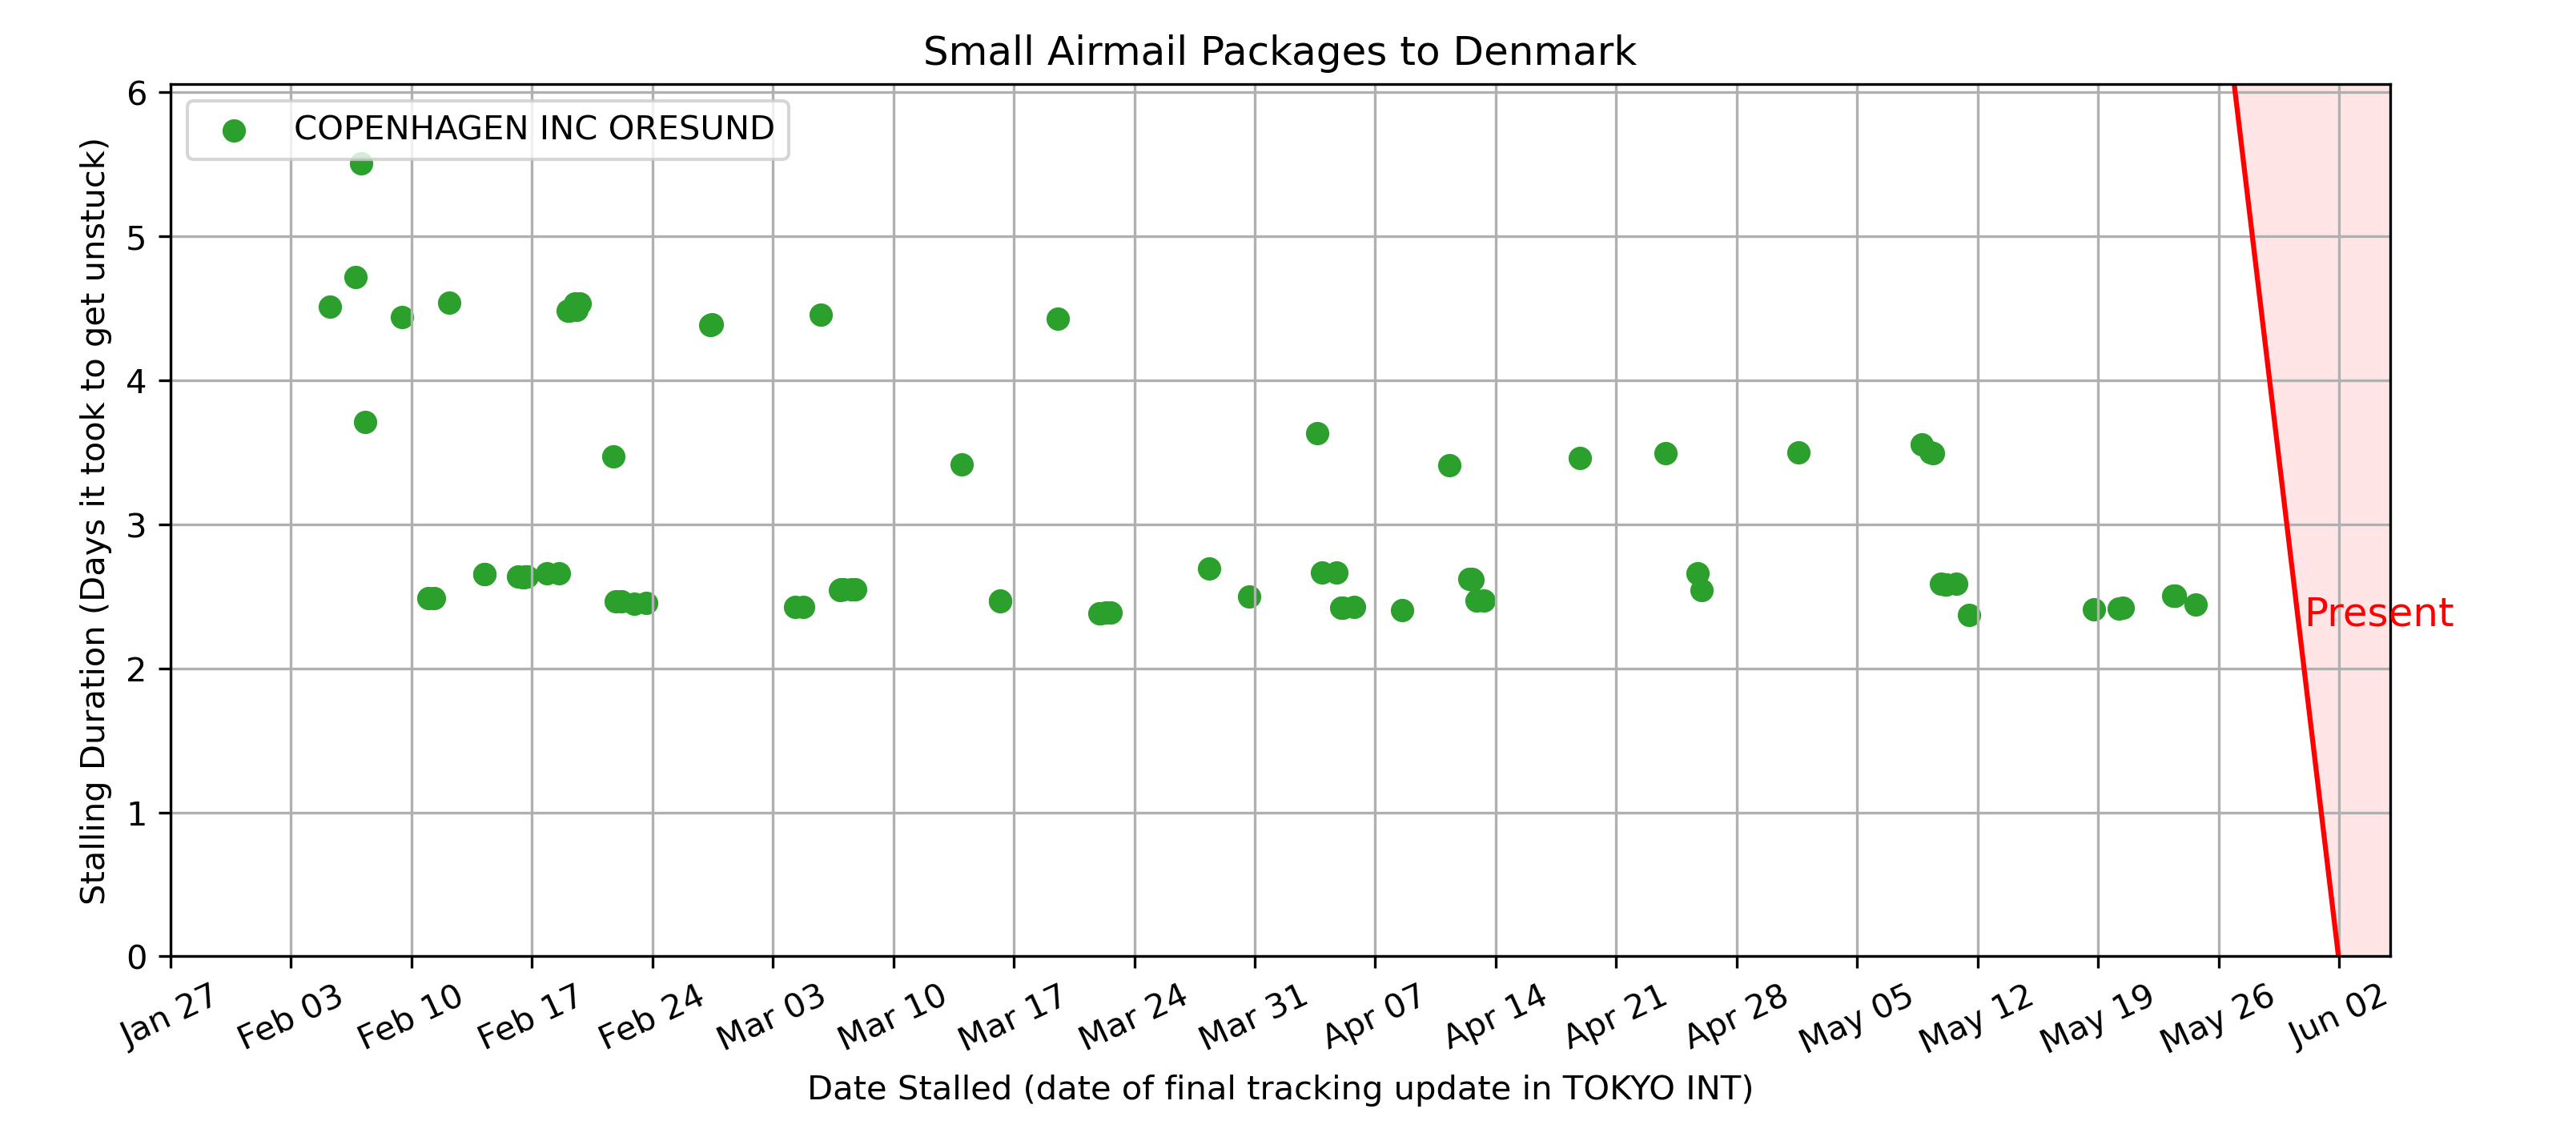 Small Airmail Packages to Denmark
COPENHAGEN INC ORESUND
Stalling Duration (Days it took to get unstuck)
6
5
4
3
2
1
0
Present
Jan 27
Feb 03
Feb 10
Feb 17
Feb 24
Mar 03
Mar 10
Mar 17
Mar 24
Mar 31
Apr 07
Apr 14
Apr 21
Apr 28
May 05
May 12
May 19
May 26
Jun 02
Date Stalled (date of final tracking update in TOKYO INT)